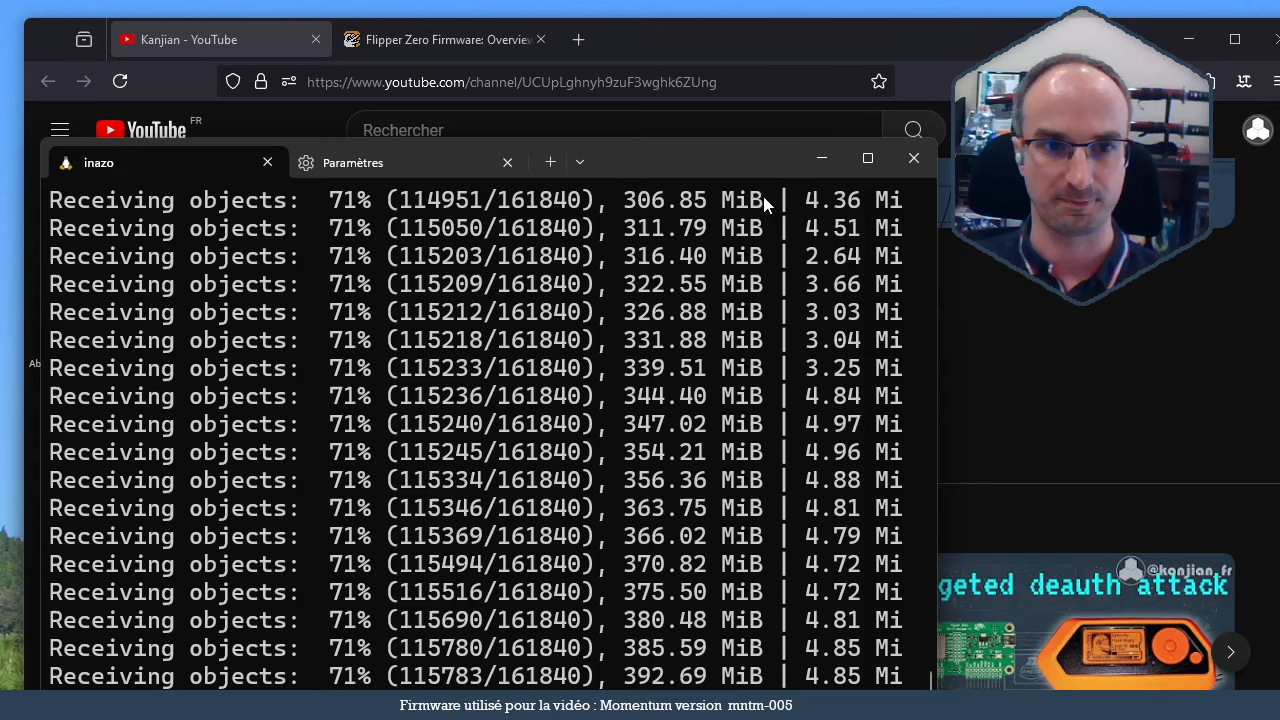 Kanjian - YouTube
Flipper Zero Firmware: Overview
https://www.youtube.com/channel/UCUpLghnyh9zuF3wghk6ZUng
YouTube FR
Rechercher
inazo
Paramètres
Receiving objects: 71% (114951/161840), 306.85 MiB | 4.36 Mi
Receiving objects: 71% (115050/161840), 311.79 MiB | 4.51 Mi
Receiving objects: 71% (115203/161840), 316.40 MiB | 2.64 Mi
Receiving objects: 71% (115209/161840), 322.55 MiB | 3.66 Mi
Receiving objects: 71% (115212/161840), 326.88 MiB | 3.03 Mi
Receiving objects: 71% (115218/161840), 331.88 MiB | 3.04 Mi
Receiving objects: 71% (115233/161840), 339.51 MiB | 3.25 Mi
Receiving objects: 71% (115236/161840), 344.40 MiB | 4.84 Mi
Receiving objects: 71% (115240/161840), 347.02 MiB | 4.97 Mi
Receiving objects: 71% (115245/161840), 354.21 MiB | 4.96 Mi
Receiving objects: 71% (115334/161840), 356.36 MiB | 4.88 Mi
Receiving objects: 71% (115346/161840), 363.75 MiB | 4.81 Mi
Receiving objects: 71% (115369/161840), 366.02 MiB | 4.79 Mi
Receiving objects: 71% (115494/161840), 370.82 MiB | 4.72 Mi
Receiving objects: 71% (115516/161840), 375.50 MiB | 4.72 Mi
Receiving objects: 71% (115690/161840), 380.48 MiB | 4.81 Mi
Receiving objects: 71% (115780/161840), 385.59 MiB | 4.85 Mi
Receiving objects: 71% (115783/161840), 392.69 MiB | 4.85 Mi
Ab
@kanjian_fr
geted deauth attack
Firmware utilisé pour la vidéo : Momentum version mntm-005